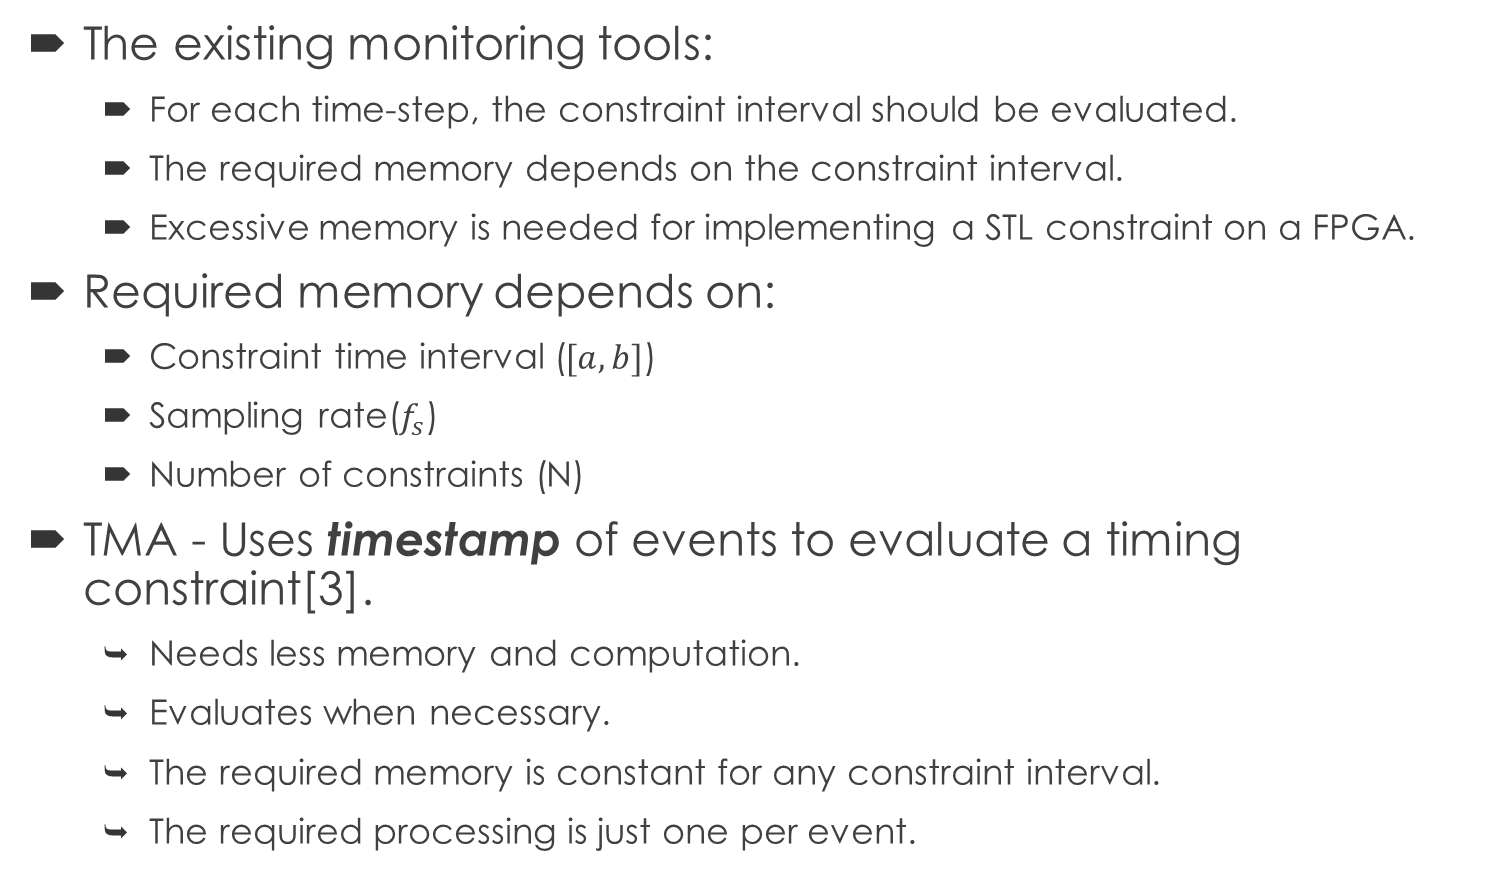 The existing monitoring tools:
For each time-step, the constraint interval should be evaluated.
The required memory depends on the constraint interval.
Excessive memory is needed for implementing a STL constraint on a FPGA.
Required memory depends on:
Constraint time interval ([a, b])
Sampling rate(fₛ)
Number of constraints (N)
TMA - Uses timestamp of events to evaluate a timing
constraint[3].
Needs less memory and computation.
Evaluates when necessary.
The required memory is constant for any constraint interval.
The required processing is just one per event.